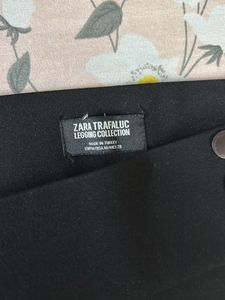 ZARA TRAFALUC
LEGGING COLLECTION
MADE IN TURKEY